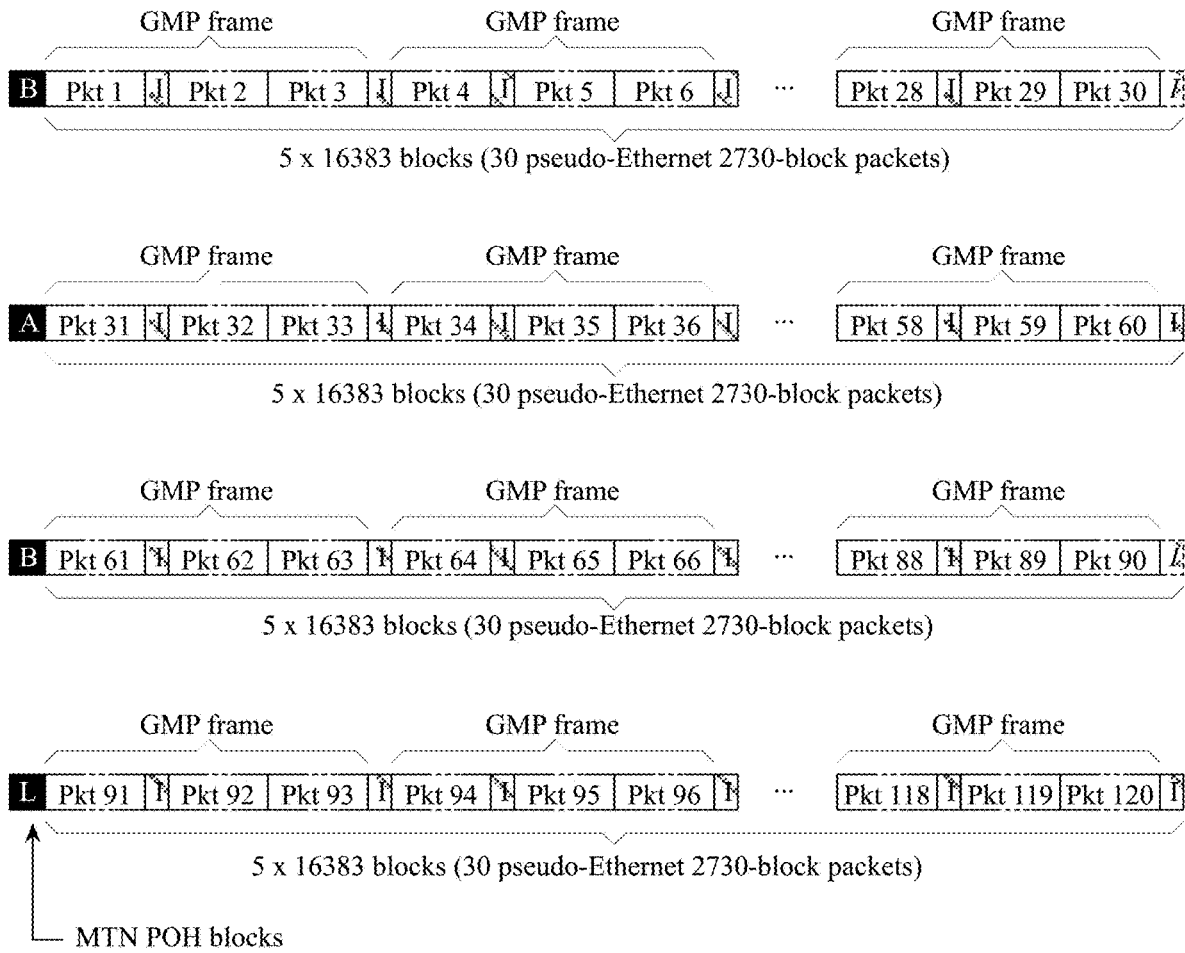 GMP frame GMP frame GMP frame
B Pkt 1 I Pkt 2 Pkt 3 I Pkt 4 I Pkt 5 Pkt 6 I ... Pkt 28 I Pkt 29 Pkt 30 I
5 x 16383 blocks (30 pseudo-Ethernet 2730-block packets)
GMP frame GMP frame GMP frame
A Pkt 31 I Pkt 32 Pkt 33 I Pkt 34 I Pkt 35 Pkt 36 I ... Pkt 58 I Pkt 59 Pkt 60 I
5 x 16383 blocks (30 pseudo-Ethernet 2730-block packets)
GMP frame GMP frame GMP frame
B Pkt 61 I Pkt 62 Pkt 63 I Pkt 64 I Pkt 65 Pkt 66 I ... Pkt 88 I Pkt 89 Pkt 90 I
5 x 16383 blocks (30 pseudo-Ethernet 2730-block packets)
GMP frame GMP frame GMP frame
L Pkt 91 I Pkt 92 Pkt 93 I Pkt 94 I Pkt 95 Pkt 96 I ... Pkt 118 I Pkt 119 Pkt 120 I
5 x 16383 blocks (30 pseudo-Ethernet 2730-block packets)
MTN POH blocks